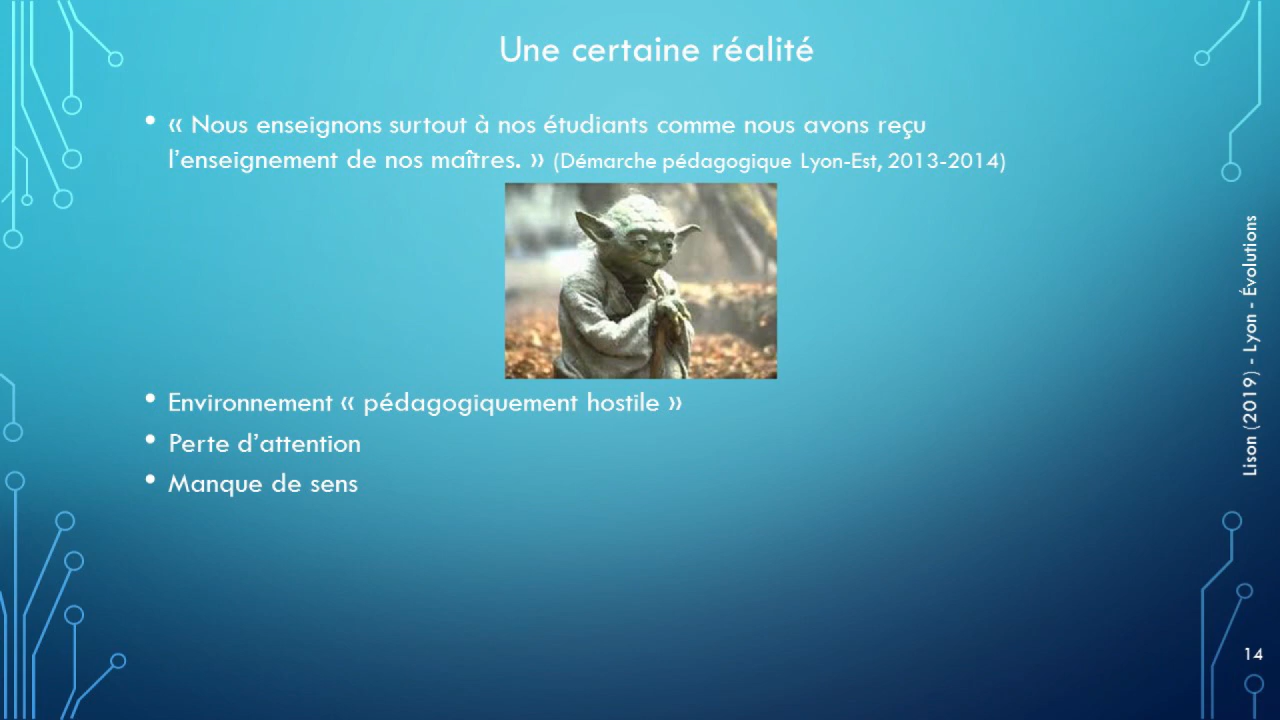 Une certaine réalité
• « Nous enseignons surtout à nos étudiants comme nous avons reçu
l'enseignement de nos maîtres. » (Démarche pédagogique Lyon-Est, 2013-2014)
• Environnement « pédagogiquement hostile »
• Perte d'attention
• Manque de sens
Lison (2019) - Lyon - Évolutions
14